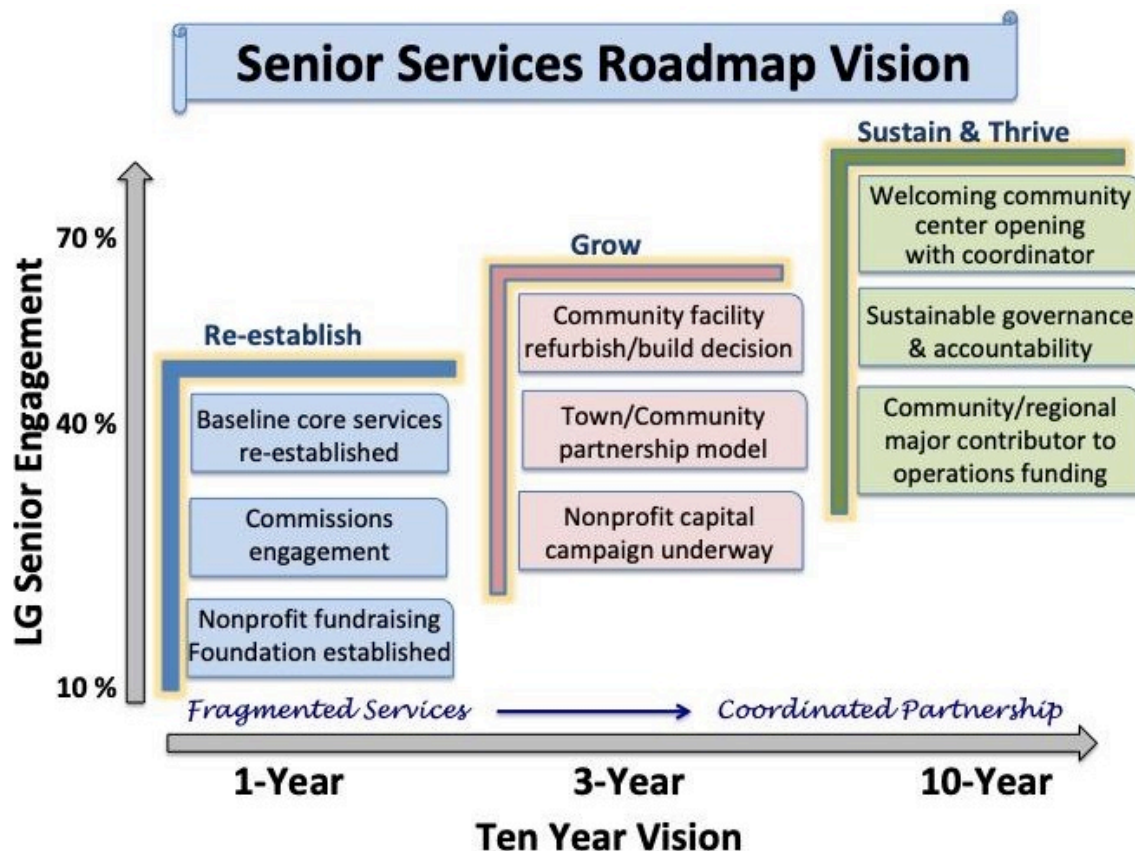 Senior Services Roadmap Vision
LG Senior Engagement
70 %
40 %
10 %
Re-establish
Baseline core services
re-established
Commissions
engagement
Nonprofit fundraising
Foundation established
Grow
Community facility
refurbish/build decision
Town/Community
partnership model
Nonprofit capital
campaign underway
Sustain & Thrive
Welcoming community
center opening
with coordinator
Sustainable governance
& accountability
Community/regional
major contributor to
operations funding
Fragmented Services
Coordinated Partnership
1-Year
3-Year
10-Year
Ten Year Vision